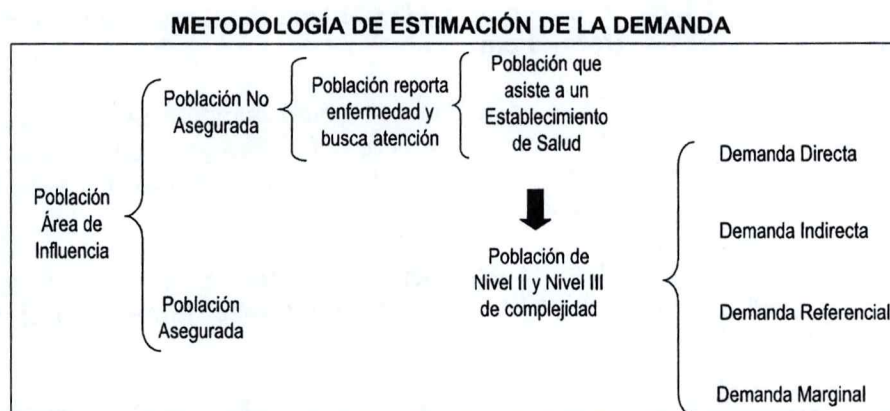 METODOLOGÍA DE ESTIMACIÓN DE LA DEMANDA
Población
Área de
Influencia
Población No
Asegurada
Población
Asegurada
Población reporta
enfermedad y
busca atención
Población que
asiste a un
Establecimiento
de Salud
Población de
Nivel II y Nivel III
de complejidad
Demanda Directa
Demanda Indirecta
Demanda Referencial
Demanda Marginal